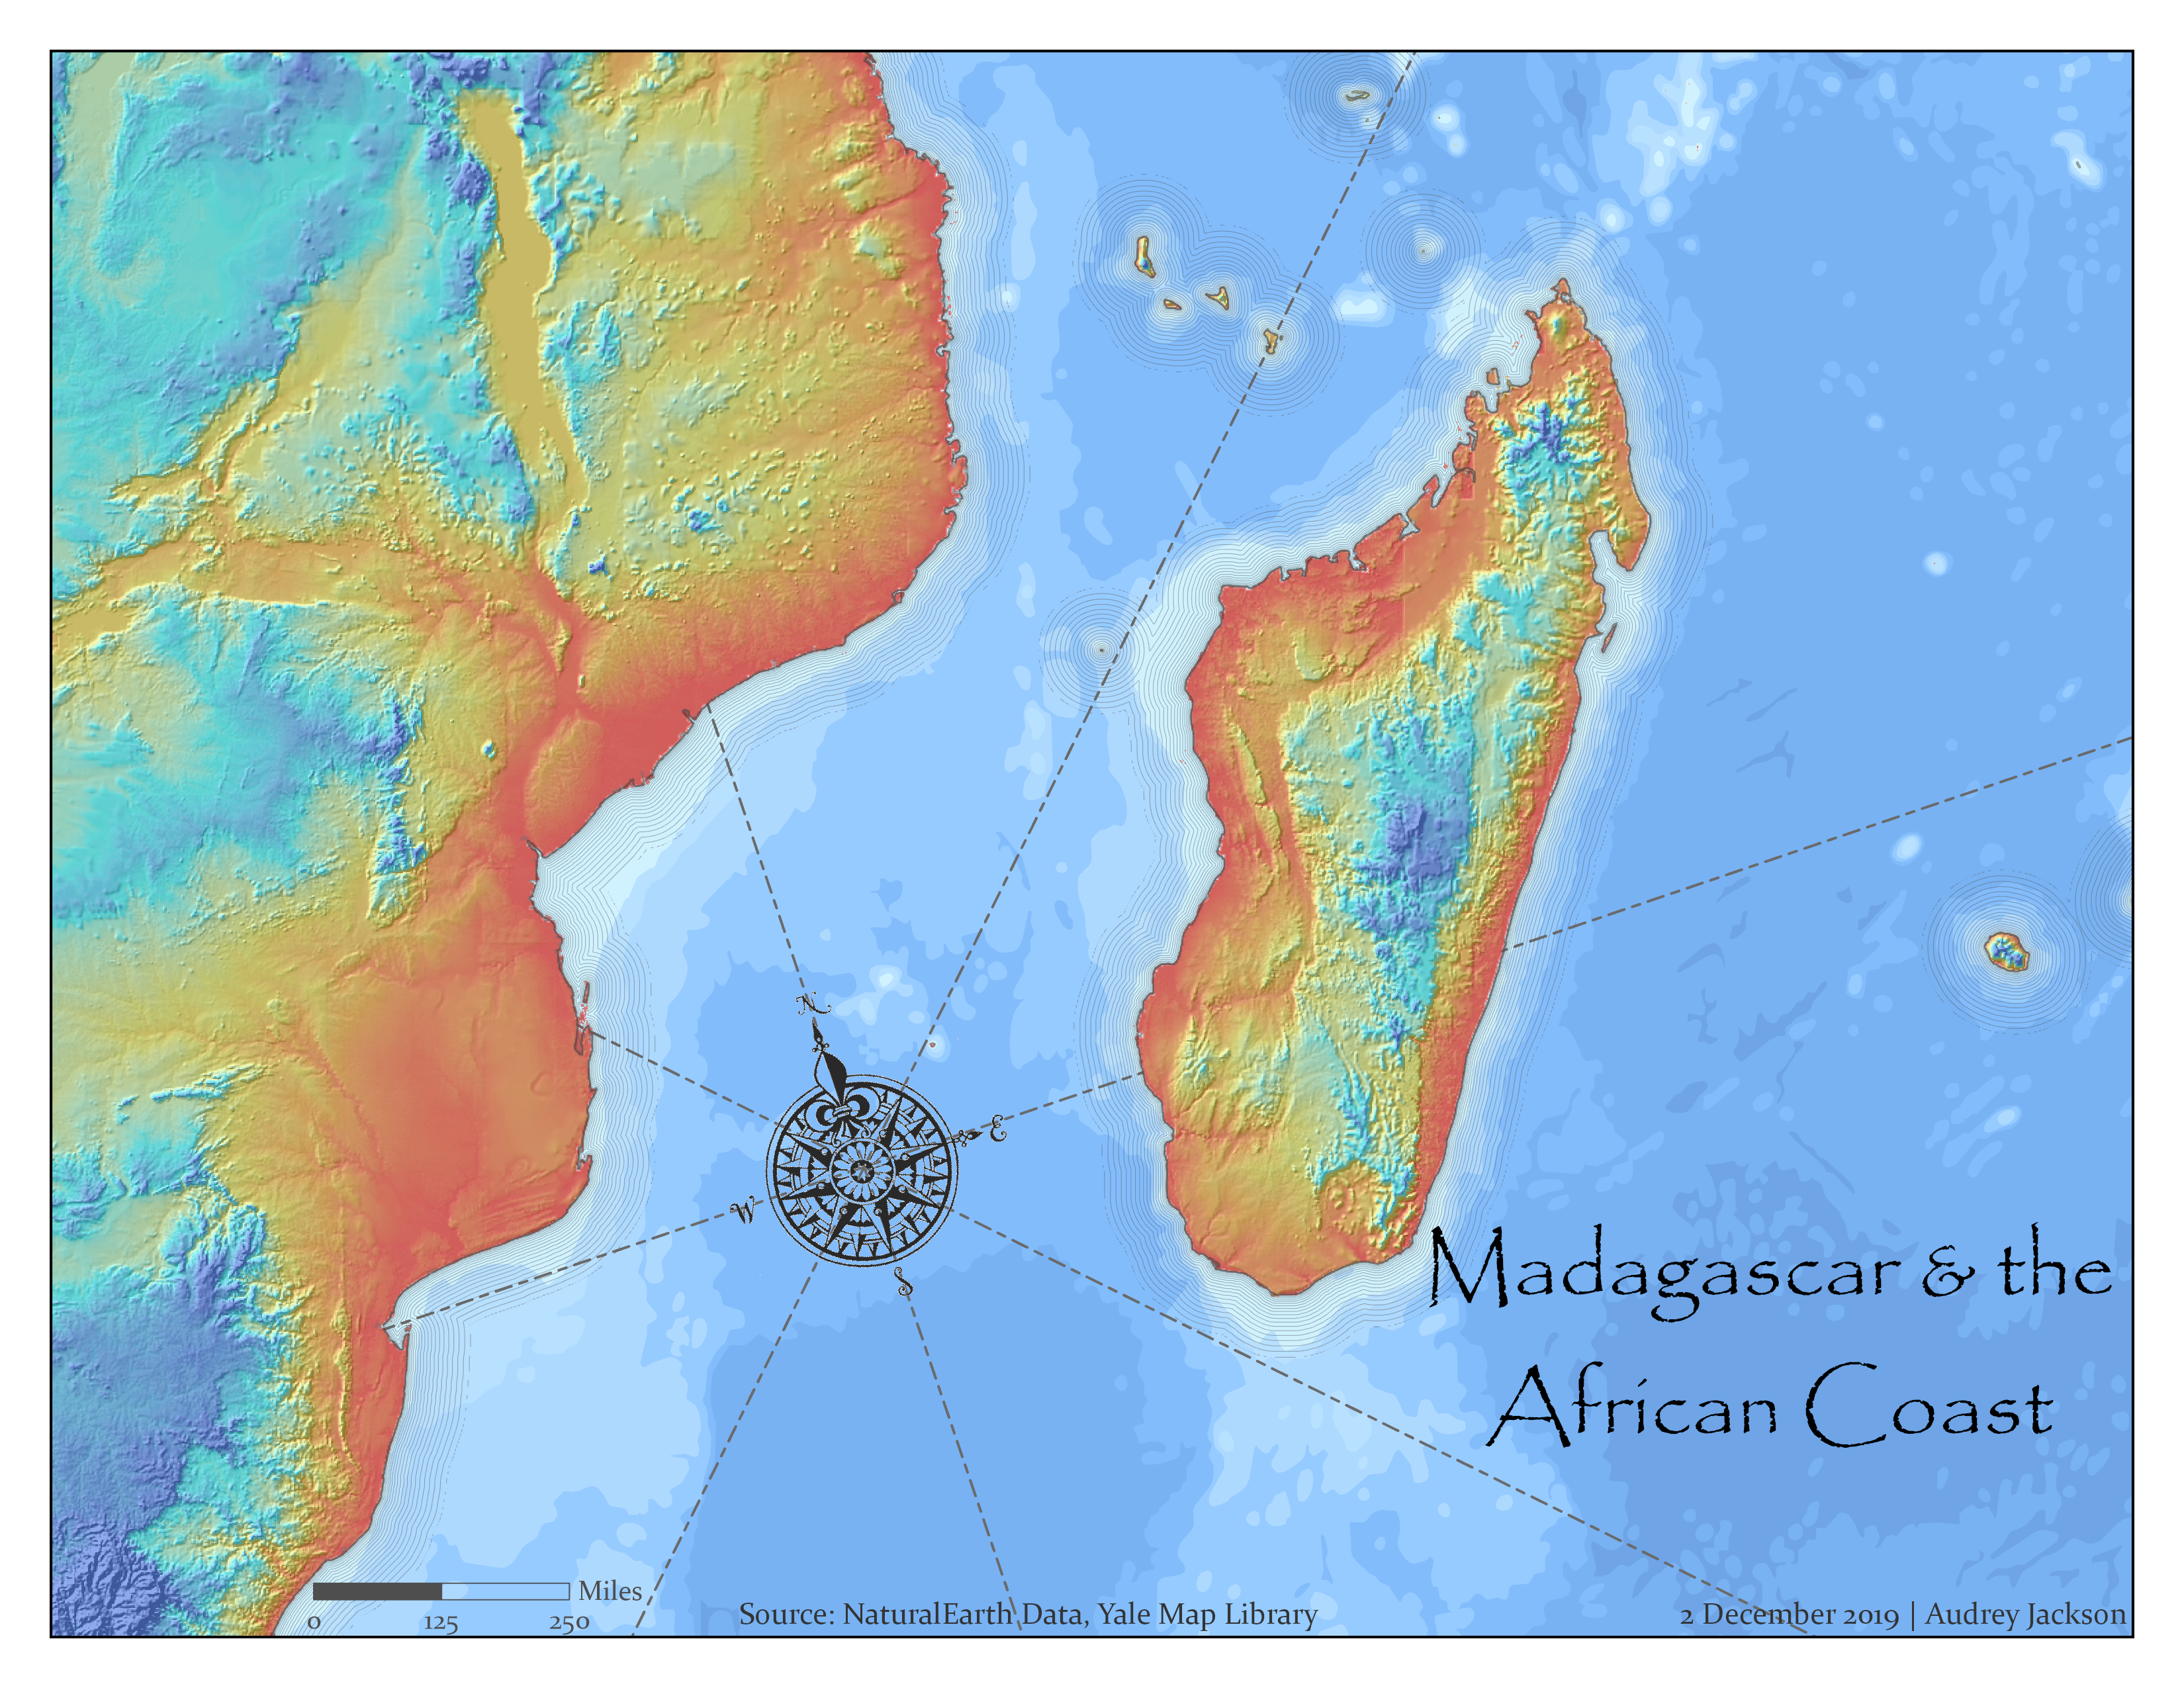 N
E
W
S
Madagascar & the
African Coast
Miles
0 125 250
Source: NaturalEarth Data, Yale Map Library
2 December 2019 | Audrey Jackson